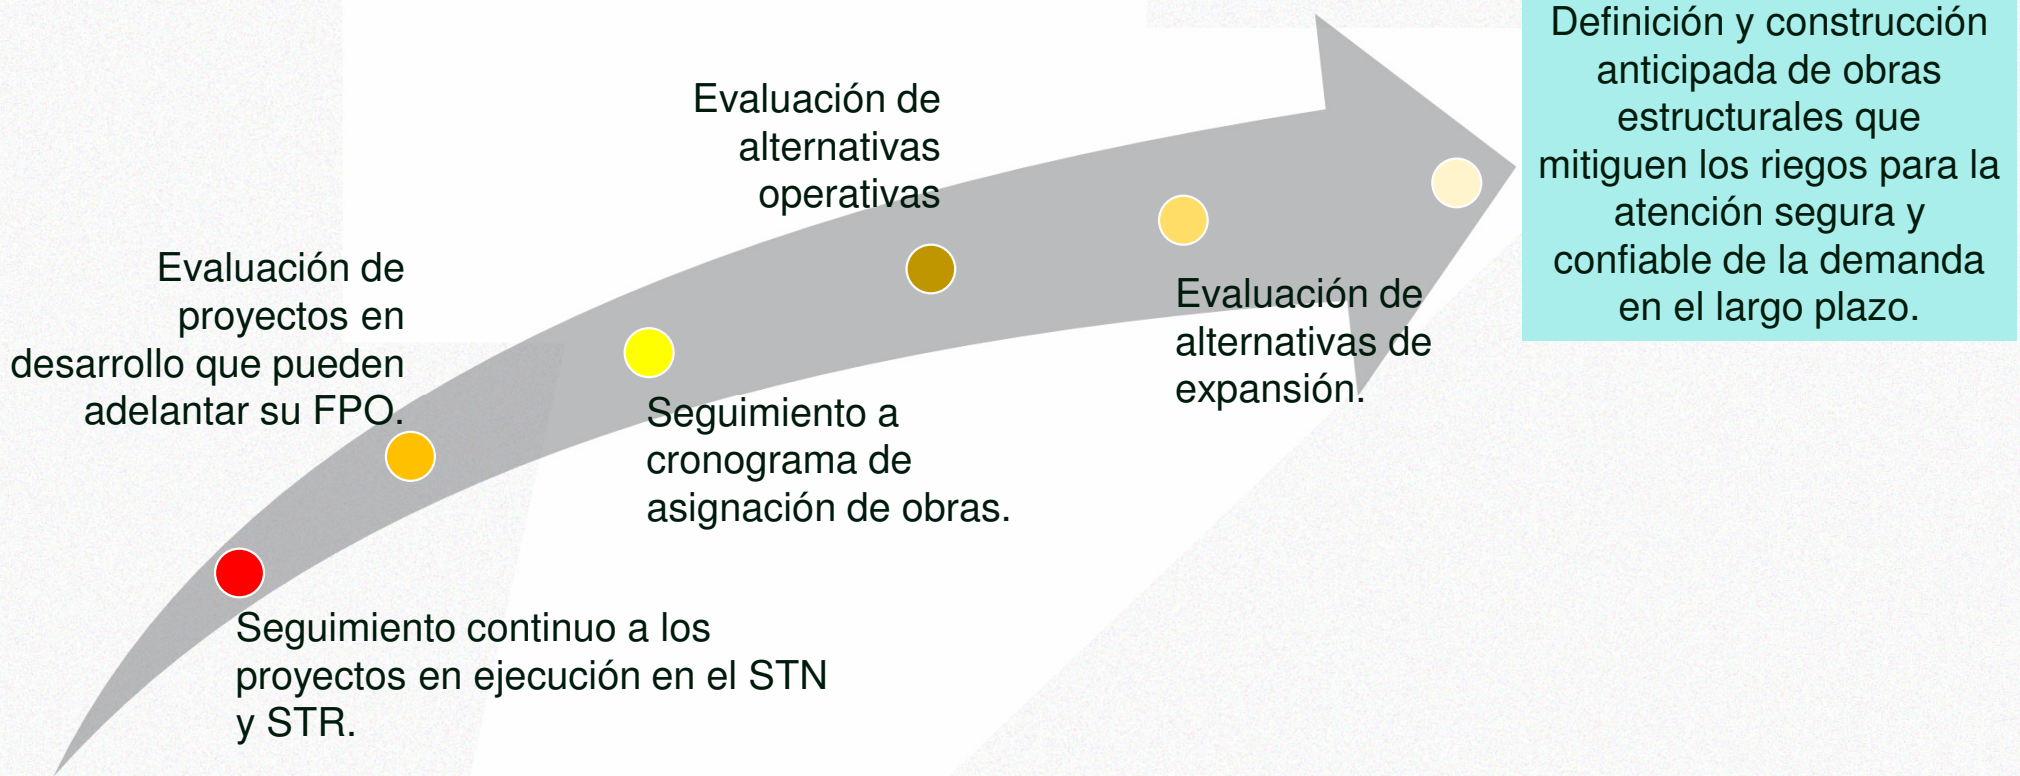 Definición y construcción
anticipada de obras
estructurales que
mitiguen los riegos para la
atención segura y
confiable de la demanda
en el largo plazo.
Evaluación de
alternativas
operativas
Evaluación de
proyectos en
desarrollo que pueden
adelantar su FPO.
Evaluación de
alternativas de
expansión.
Seguimiento a
cronograma de
asignación de obras.
Seguimiento continuo a los
proyectos en ejecución en el STN
y STR.